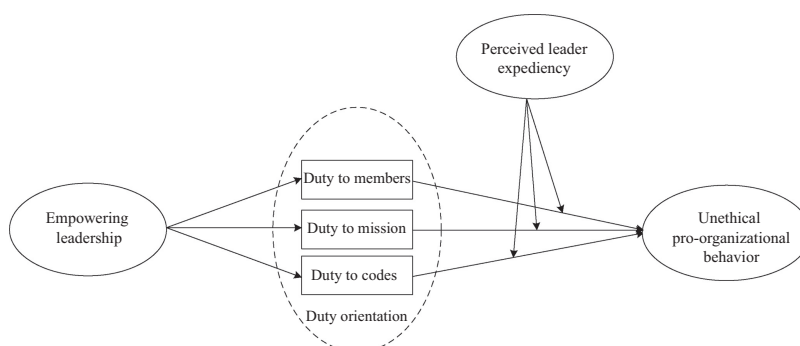 Perceived leader
expediency
Duty to members
Empowering
leadership
Duty to mission
Unethical
pro-organizational
behavior
Duty to codes
Duty orientation